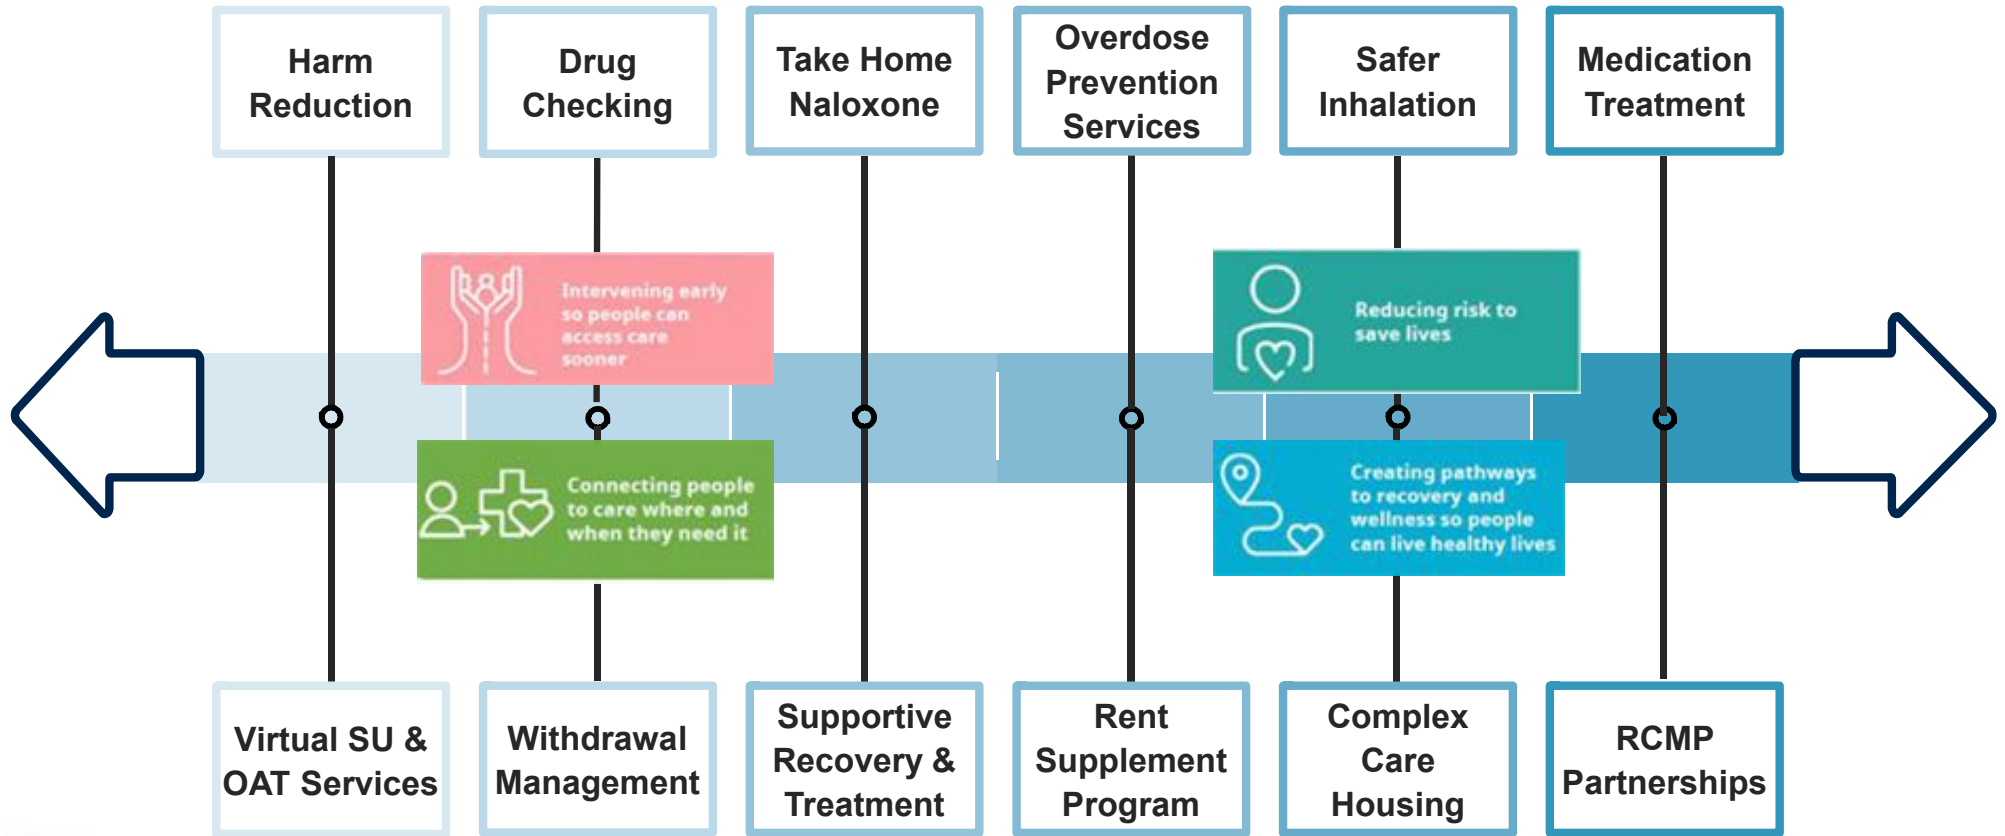 Harm
Reduction
Drug
Checking
Take Home
Naloxone
Overdose
Prevention
Services
Safer
Inhalation
Medication
Treatment
Intervening early
so people can
access care
sooner
Reducing risk to
save lives
Connecting people
to care where and
when they need it
Creating pathways
to recovery and
wellness so people
can live healthy lives
Virtual SU &
OAT Services
Withdrawal
Management
Supportive
Recovery &
Treatment
Rent
Supplement
Program
Complex
Care
Housing
RCMP
Partnerships